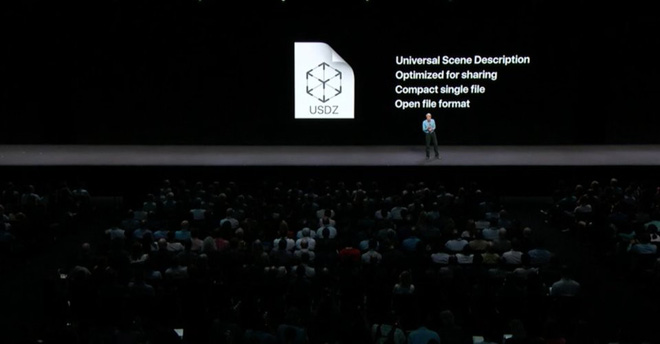 USDZ
Universal Scene Description
Optimized for sharing
Compact single file
Open file format